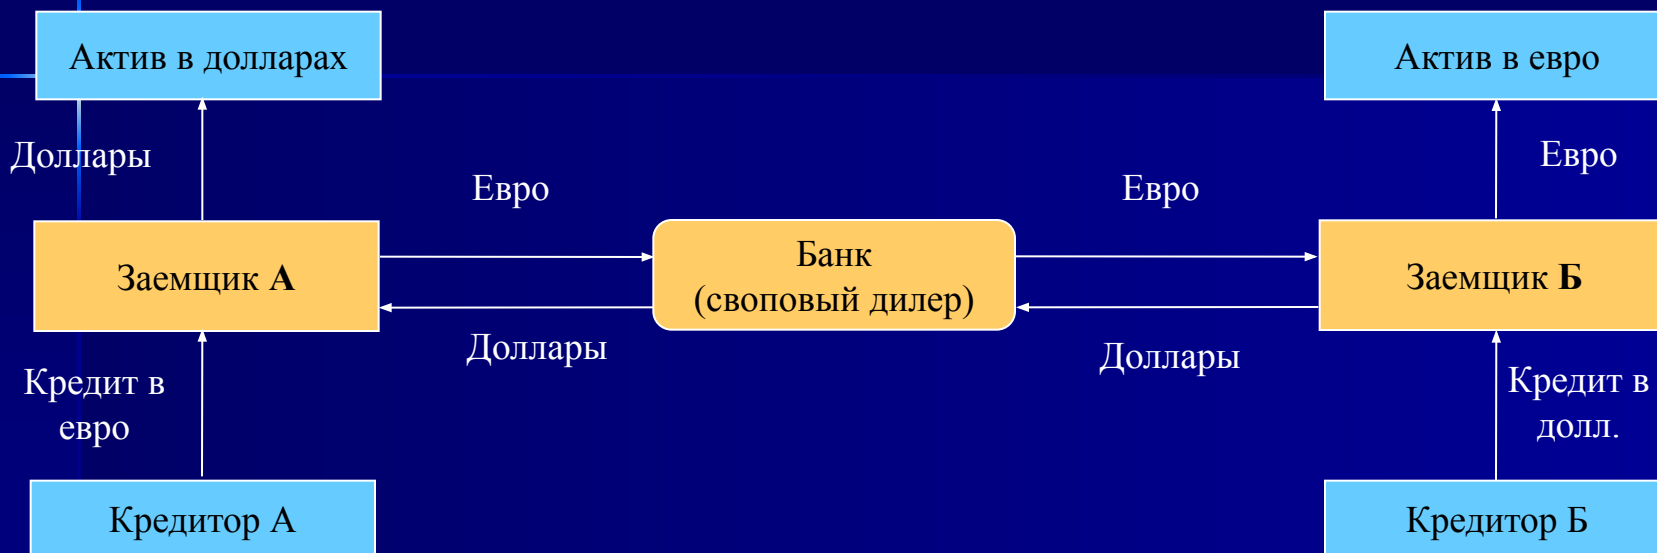 Актив в долларах
Актив в евро
Доллары
Евро
Евро
Евро
Заемщик А
Банк
(своповый дилер)
Заемщик Б
Доллары
Доллары
Кредит в
евро
Кредит в
долл.
Кредитор А
Кредитор Б